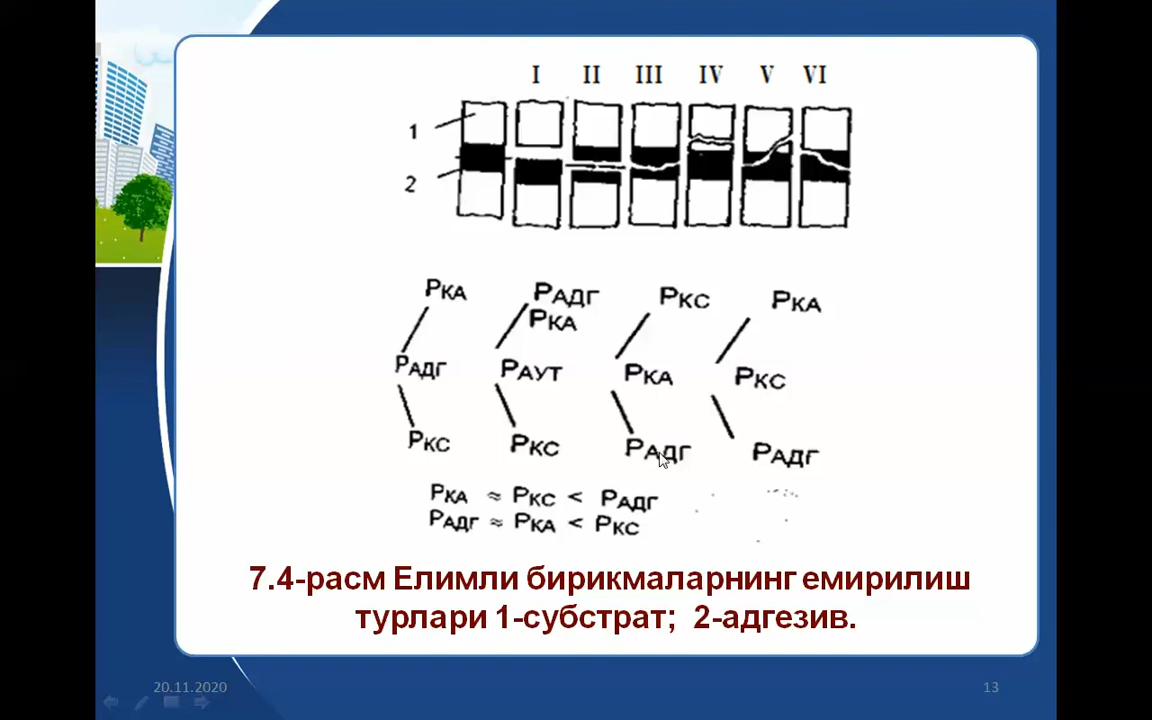 I II III IV V VI
1
2
РКА РАДГ РКС РКА
РКА
РАДГ РАУТ РКА РКС
РКС РКС РАДГ РАДГ
РКА ≈ РКС < РАДГ
РАДГ ≈ РКА < РКС
7.4-расм Елимли бирикмаларнинг емирилиш
турлари 1-субстрат; 2-адгезив.
20.11.2020 13